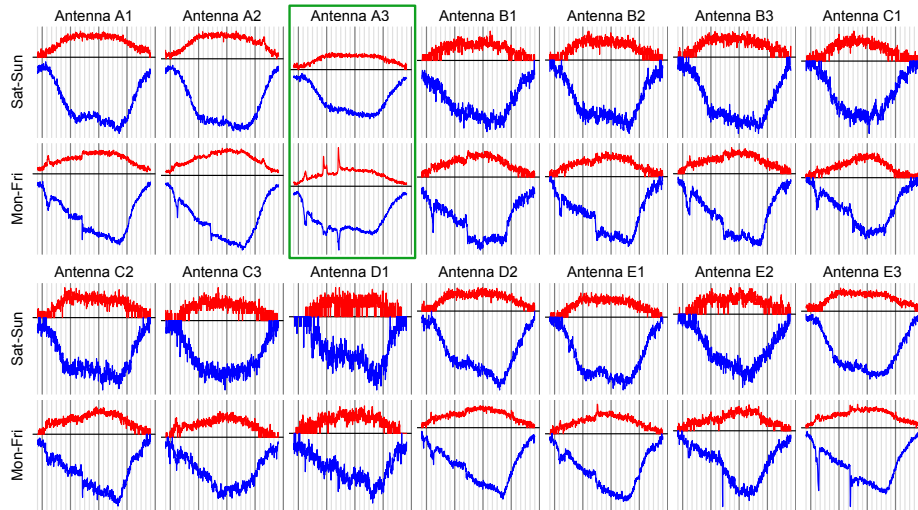 Antenna A1 Antenna A2 Antenna A3 Antenna B1 Antenna B2 Antenna B3 Antenna C1
Sat-Sun
Mon-Fri
Antenna C2 Antenna C3 Antenna D1 Antenna D2 Antenna E1 Antenna E2 Antenna E3
Sat-Sun
Mon-Fri